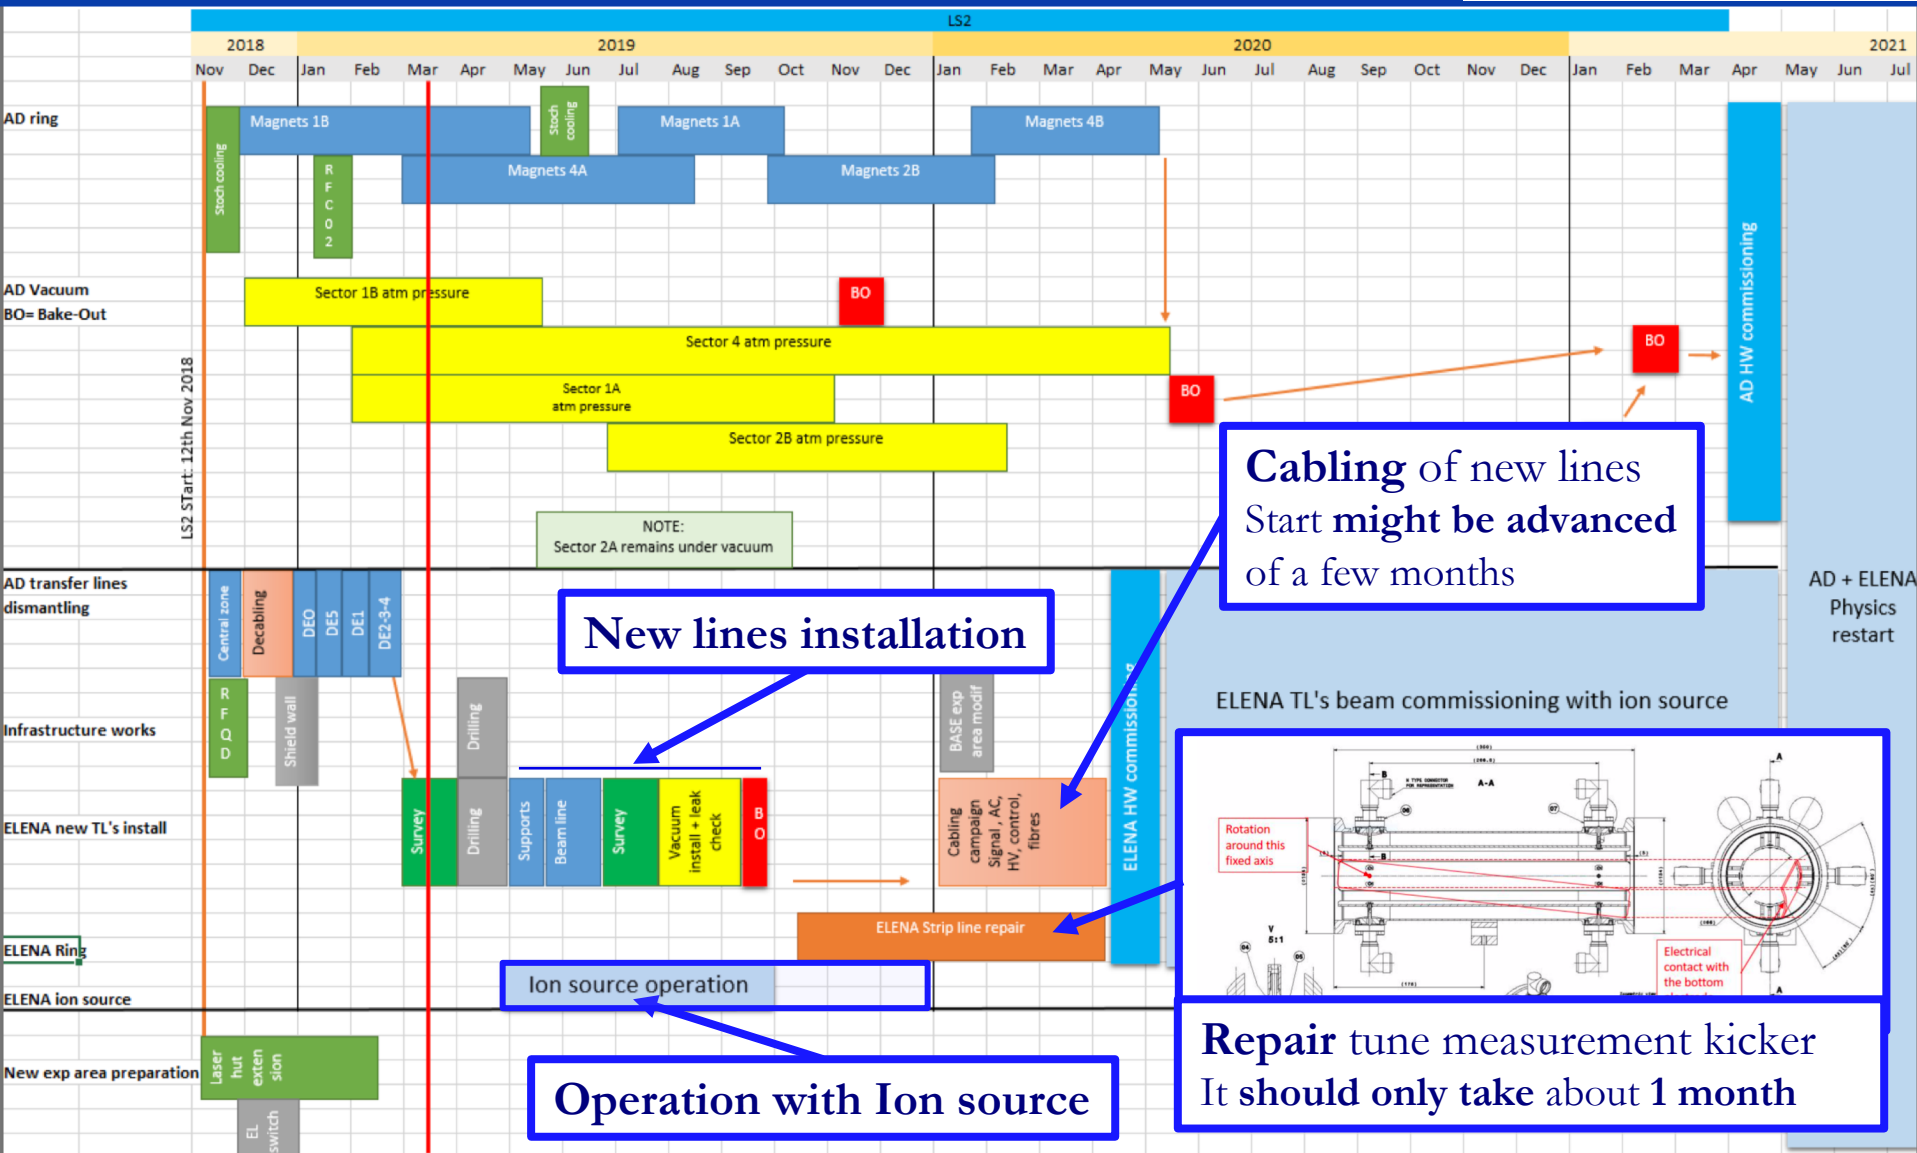 LS2
2018 2019 2020 2021
Nov Dec Jan Feb Mar Apr May Jun Jul Aug Sep Oct Nov Dec Jan Feb Mar Apr May Jun Jul Aug Sep Oct Nov Dec Jan Feb Mar Apr May Jun Jul
AD ring
Stoch cooling
Magnets 1B
R
F
C
0
2
Magnets 4A
Stoch
cooling
Magnets 1A
Magnets 2B
Magnets 4B
AD HW commissioning
AD Vacuum
BO= Bake-Out
Sector 1B atm pressure
BO
Sector 4 atm pressure
BO
Sector 1A
atm pressure
BO
Sector 2B atm pressure
LS2 STart: 12th Nov 2018
NOTE:
Sector 2A remains under vacuum
Cabling of new lines
Start might be advanced
of a few months
AD transfer lines
dismantling
Central zone
Decabling
DEO
DE5
DE1
DE2-3-4
New lines installation
AD + ELENA
Physics
restart
ELENA TL's beam commissioning with ion source
ELENA HW commissioning
Infrastructure works
R
F
Q
D
Shield wall
Drilling
BASE exp
area modif
ELENA new TL's install
Survey
Drilling
Supports
Beam line
Survey
Vacuum
install + leak
check
B
O
Cabling
campaign
Signal , AC,
HV, control,
fibres
ELENA Ring
ELENA Strip line repair
ELENA ion source
Ion source operation
Rotation
around this
fixed axis
Electrical
contact with
the bottom
A-A
B
B
A
A
V
5:1
N TYPE CONNECTOR
FOR REPRESENTATION
New exp area preparation
Laser
hut
exten
sion
EL
switch
Operation with Ion source
Repair tune measurement kicker
It should only take about 1 month